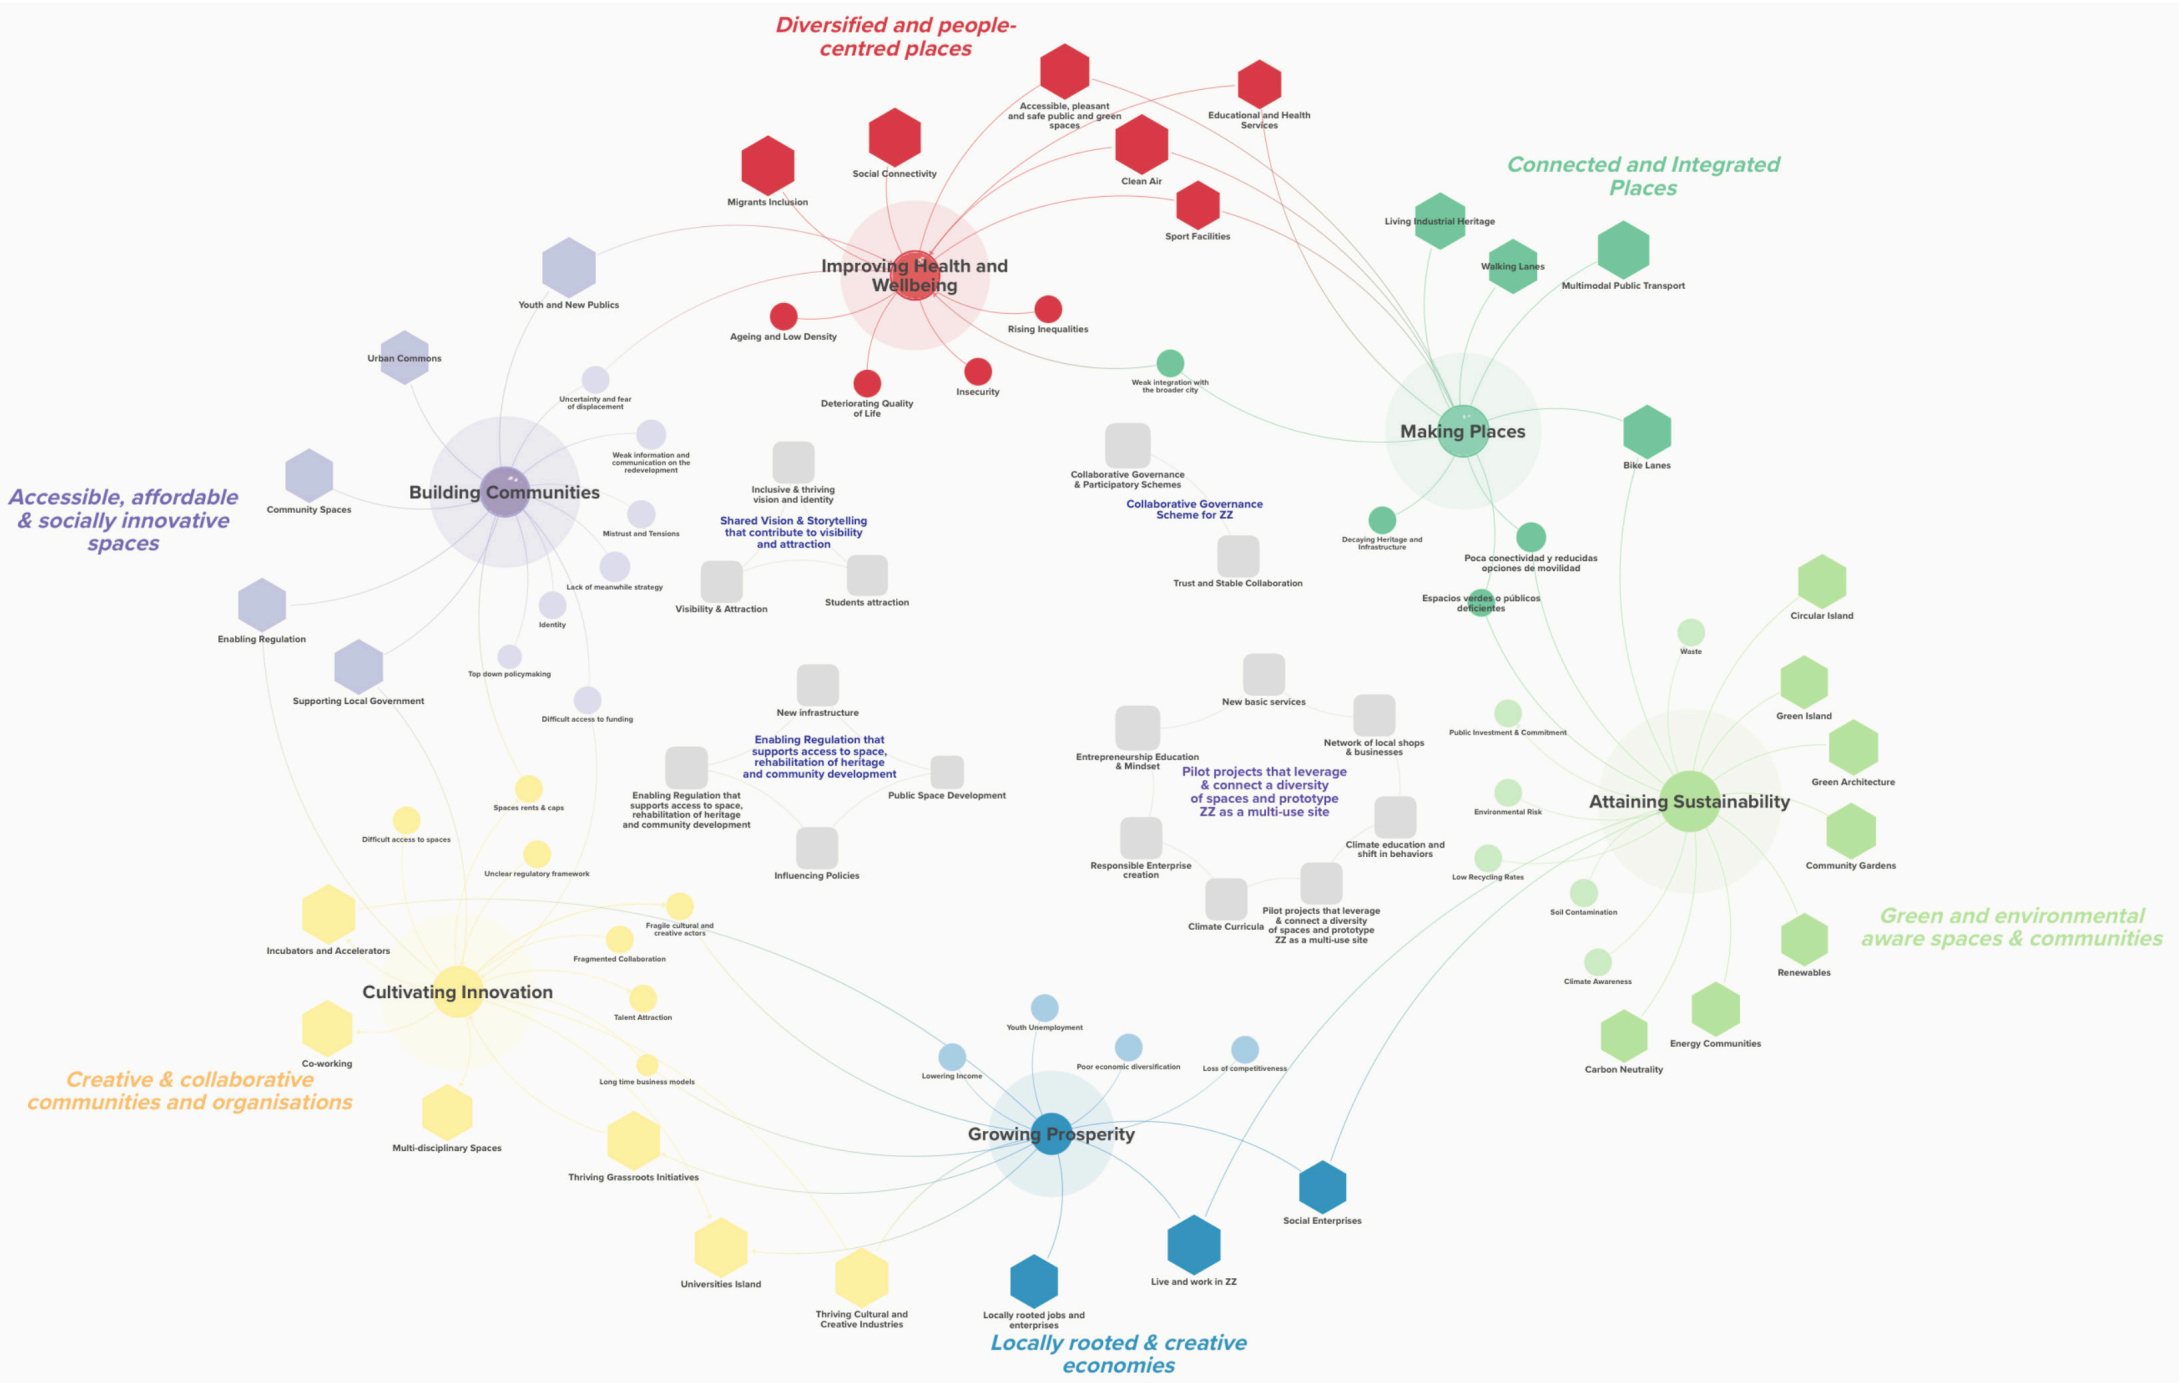 Diversified and people-
centred places
Accessible, pleasant
and safe public and green
spaces
Educational and Health
Services
Social Connectivity
Clean Air
Migrants Inclusion
Sport Facilities
Connected and Integrated
Places
Living Industrial Heritage
Walking Lanes
Multimodal Public Transport
Improving Health and
Wellbeing
Youth and New Publics
Ageing and Low Density
Rising Inequalities
Deteriorating Quality
of Life
Insecurity
Weak integration with
the broader city
Urban Commons
Uncertainty and fear
of displacement
Weak information and
communication on the
redevelopment
Making Places
Bike Lanes
Building Communities
Community Spaces
Accessible, affordable
& socially innovative
spaces
Mistrust and Tensions
Lack of meanwhile strategy
Identity
Top down policymaking
Difficult access to funding
Enabling Regulation
Supporting Local Government
Inclusive & thriving
vision and identity
Shared Vision & Storytelling
that contribute to visibility
and attraction
Visibility & Attraction
Students attraction
Collaborative Governance
& Participatory Schemes
Collaborative Governance
Scheme for ZZ
Trust and Stable Collaboration
Decaying Heritage and
Infrastructure
Poca conectividad y reducidas
opciones de movilidad
Espacios verdes o públicos
deficientes
Circular Island
Waste
Green Island
Public Investment & Commitment
Green Architecture
Attaining Sustainability
Environmental Risk
Community Gardens
Low Recycling Rates
Soil Contamination
Climate Awareness
Renewables
Energy Communities
Carbon Neutrality
Green and environmental
aware spaces & communities
New infrastructure
Enabling Regulation that
supports access to space,
rehabilitation of heritage
and community development
Enabling Regulation that
supports access to space,
rehabilitation of heritage
and community development
Public Space Development
Influencing Policies
New basic services
Entrepreneurship Education
& Mindset
Network of local shops
& businesses
Pilot projects that leverage
& connect a diversity
of spaces and prototype
ZZ as a multi-use site
Climate education and
shift in behaviors
Responsible Enterprise
creation
Climate Curricula
Pilot projects that leverage
& connect a diversity
of spaces and prototype
ZZ as a multi-use site
Spaces rents & caps
Difficult access to spaces
Unclear regulatory framework
Fragile cultural and
creative actors
Incubators and Accelerators
Fragmented Collaboration
Cultivating Innovation
Talent Attraction
Co-working
Long time business models
Creative & collaborative
communities and organisations
Multi-disciplinary Spaces
Thriving Grassroots Initiatives
Universities Island
Thriving Cultural and
Creative Industries
Youth Unemployment
Lowering Income
Poor economic diversification
Loss of competitiveness
Growing Prosperity
Social Enterprises
Live and work in ZZ
Locally rooted jobs and
enterprises
Locally rooted & creative
economies